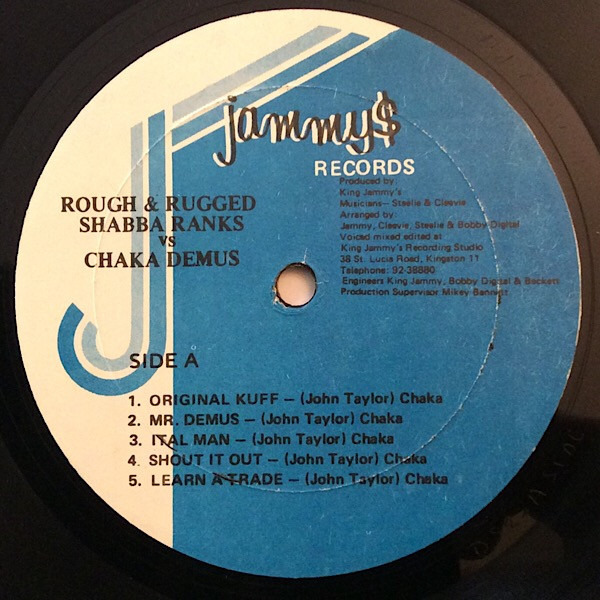 jammy$
RECORDS
Produced by:
King Jammy's
Musicians— Steelie & Cleevie
Arranged by:
Jammy, Cleevie, Steelie & Bobby Digital
Voiced mixed edited at
King Jammy's Recording Studio
38 St. Lucia Road, Kingston 11
Telephone: 92-38880
Engineers King Jammy, Bobby Digital &
Production Supervisor Mikey
ROUGH & RUGGED
SHABBA RANKS
vs
CHAKA DEMUS
SIDE A
1. ORIGINAL KUFF — (John Taylor) Chaka
2. MR. DEMUS — (John Taylor) Chaka
3. ITAL MAN — (John Taylor) Chaka
4. SHOUT IT OUT — (John Taylor) Chaka
5. LEARN A TRADE — (John Taylor) Chaka